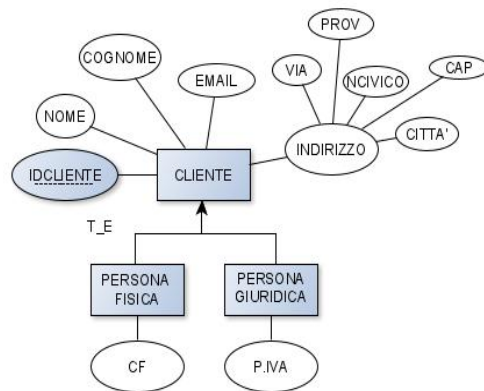 PROV
COGNOME
VIA
EMAIL
NCIVICO
CAP
NOME
CITTA'
INDIRIZZO
IDCLIENTE
CLIENTE
T_E
PERSONA
FISICA
PERSONA
GIURIDICA
CF
P.IVA